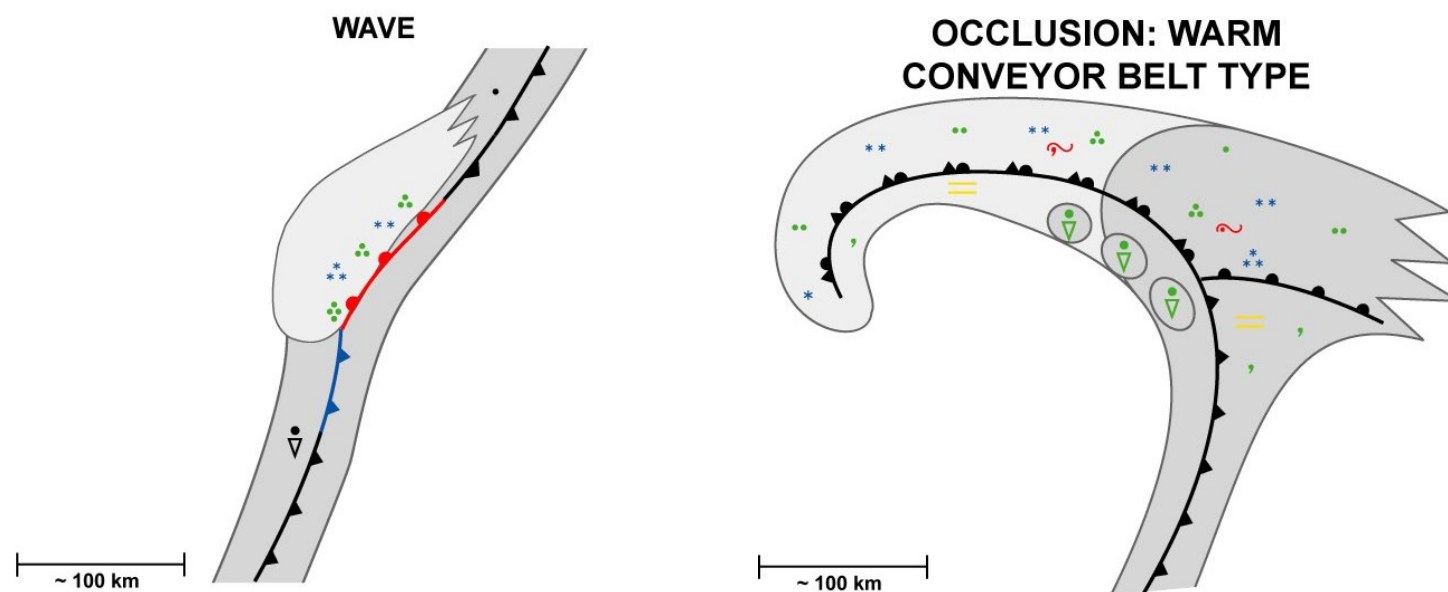 WAVE
OCCLUSION: WARM
CONVEYOR BELT TYPE
~ 100 km
~ 100 km